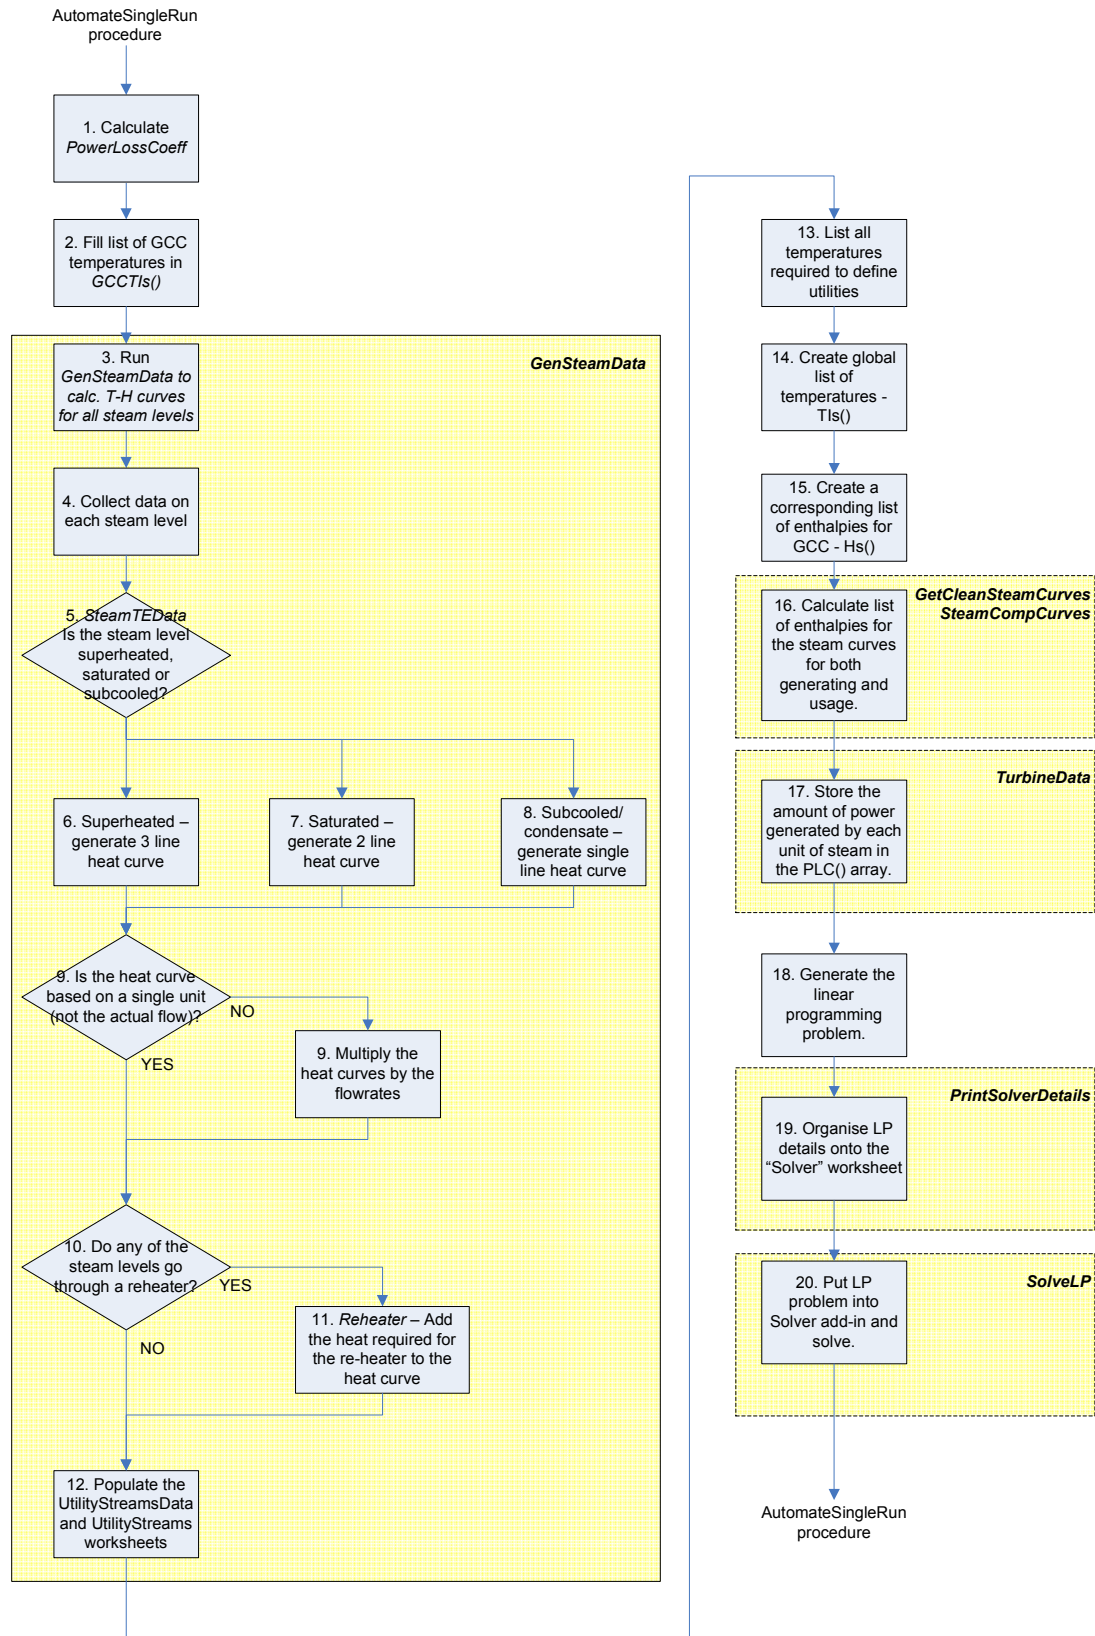 AutomateSingleRun
procedure
1. Calculate
PowerLossCoeff
2. Fill list of GCC
temperatures in
GCCTIs()
GenSteamData
3. Run
GenSteamData to
calc. T-H curves
for all steam levels
4. Collect data on
each steam level
5. SteamTEData
Is the steam level
superheated,
saturated or
subcooled?
6. Superheated –
generate 3 line
heat curve
7. Saturated –
generate 2 line
heat curve
8. Subcooled/
condensate –
generate single
line heat curve
9. Is the heat curve
based on a single unit
(not the actual flow)?
NO
YES
9. Multiply the
heat curves by the
flowrates
10. Do any of the
steam levels go
through a reheater?
YES
NO
11. Reheater – Add
the heat required for
the re-heater to the
heat curve
12. Populate the
UtilityStreamsData
and UtilityStreams
worksheets
13. List all
temperatures
required to define
utilities
14. Create global
list of
temperatures -
TIs()
15. Create a
corresponding list
of enthalpies for
GCC - Hs()
GetCleanSteamCurves
SteamCompCurves
16. Calculate list
of enthalpies for
the steam curves
for both
generating and
usage.
TurbineData
17. Store the
amount of power
generated by each
unit of steam in
the PLC() array.
18. Generate the
linear
programming
problem.
PrintSolverDetails
19. Organise LP
details onto the
“Solver” worksheet
SolveLP
20. Put LP
problem into
Solver add-in and
solve.
AutomateSingleRun
procedure